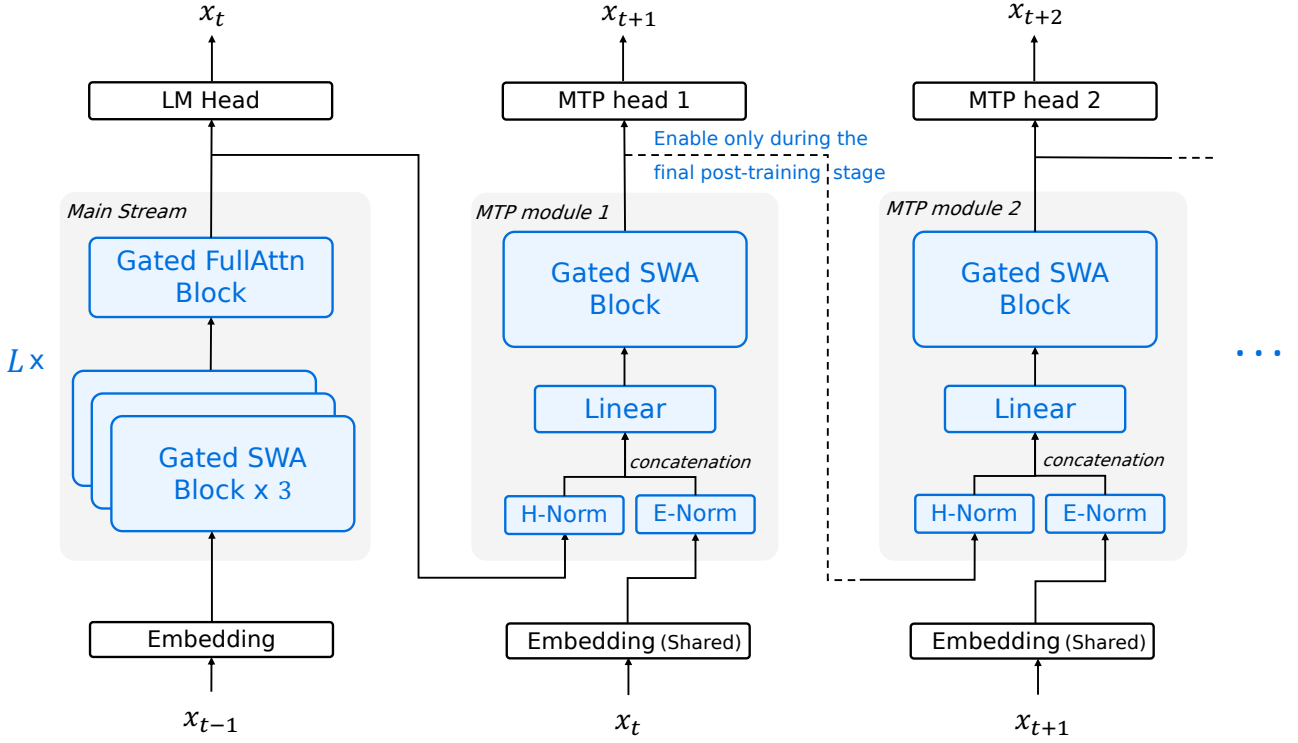 x_t
LM Head
Main Stream
Gated FullAttn
Block
L x
Gated SWA
Block x 3
Embedding
x_{t−1}
x_{t+1}
MTP head 1
Enable only during the
final post-training stage
MTP module 1
Gated SWA
Block
Linear
concatenation
H-Norm
E-Norm
Embedding (Shared)
x_t
x_{t+2}
MTP head 2
MTP module 2
Gated SWA
Block
Linear
concatenation
H-Norm
E-Norm
Embedding (Shared)
x_{t+1}
...